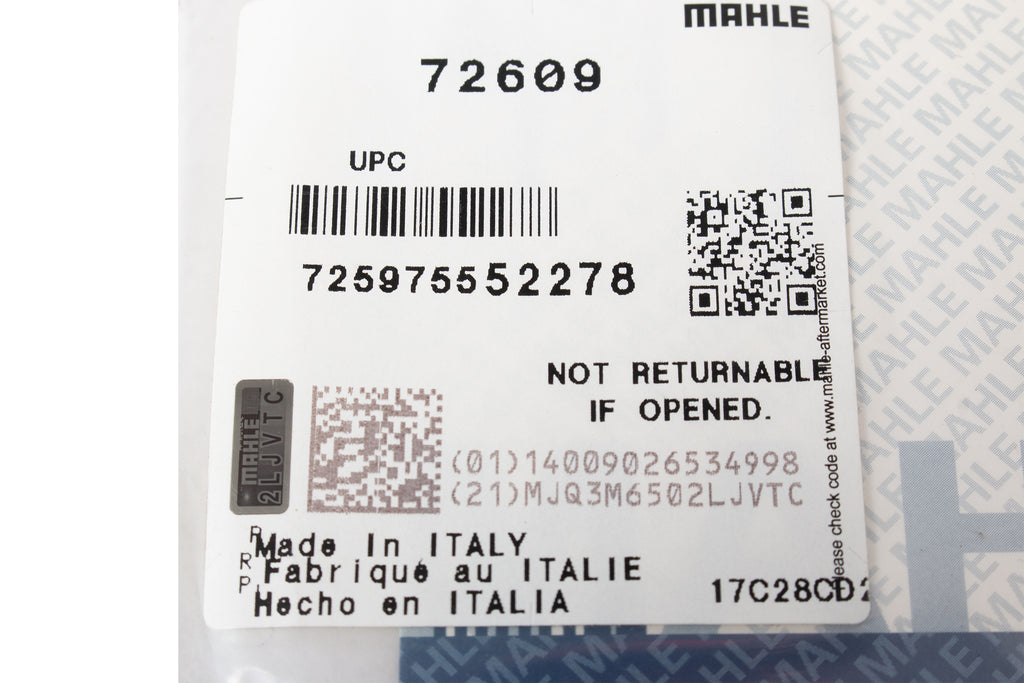 MAHLE
72609
UPC
725975552278
NOT RETURNABLE
IF OPENED.
MAHLE
2LJVTC
(01)14009026534998
(21)MJQ3M6502LJVTC
Made In ITALY
Fabrique au ITALIE
Hecho en ITALIA
17C28CD2
Please check code at www.mahle-aftermarket.com